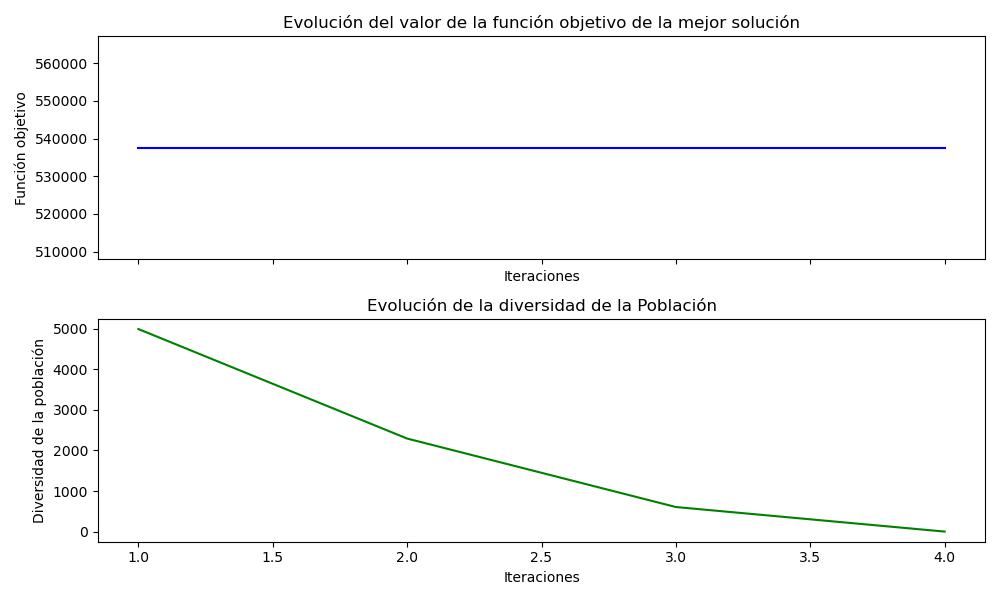 Evolución del valor de la función objetivo de la mejor solución
Función objetivo
560000
550000
540000
530000
520000
510000
Iteraciones
Evolución de la diversidad de la Población
Diversidad de la población
5000
4000
3000
2000
1000
0
1.0 1.5 2.0 2.5 3.0 3.5 4.0
Iteraciones